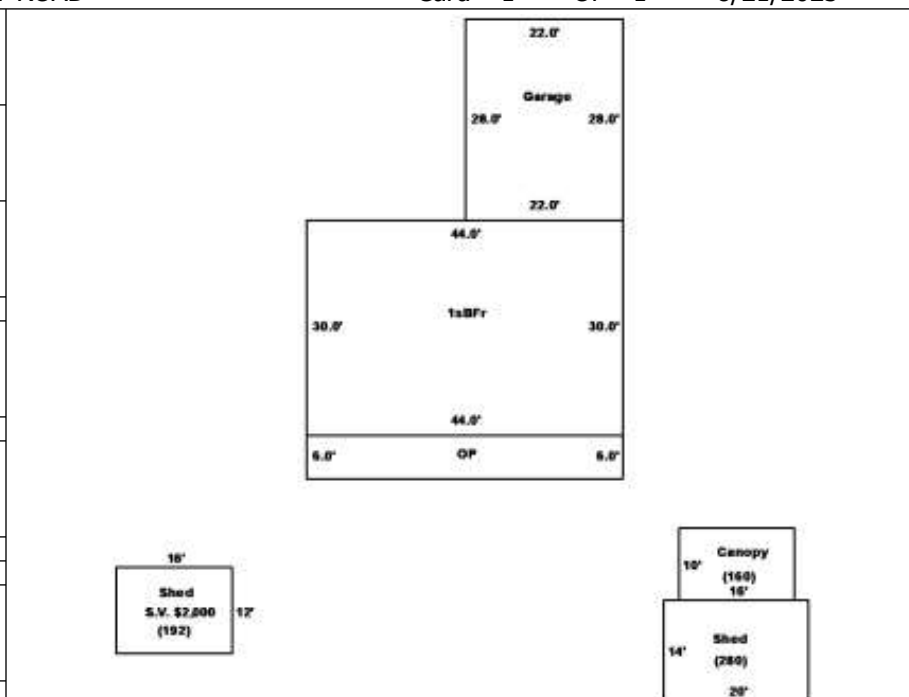 Card 1 Of 1
22.0'
Garage
28.0' 28.0'
22.0'
44.0'
1sBFr
30.0' 30.0'
44.0'
6.0' OP 6.0'
16'
Shed
S.V. $2,000
(192)
12'
Canopy
10'
(160)
16'
Shed
14'
(280)
20'